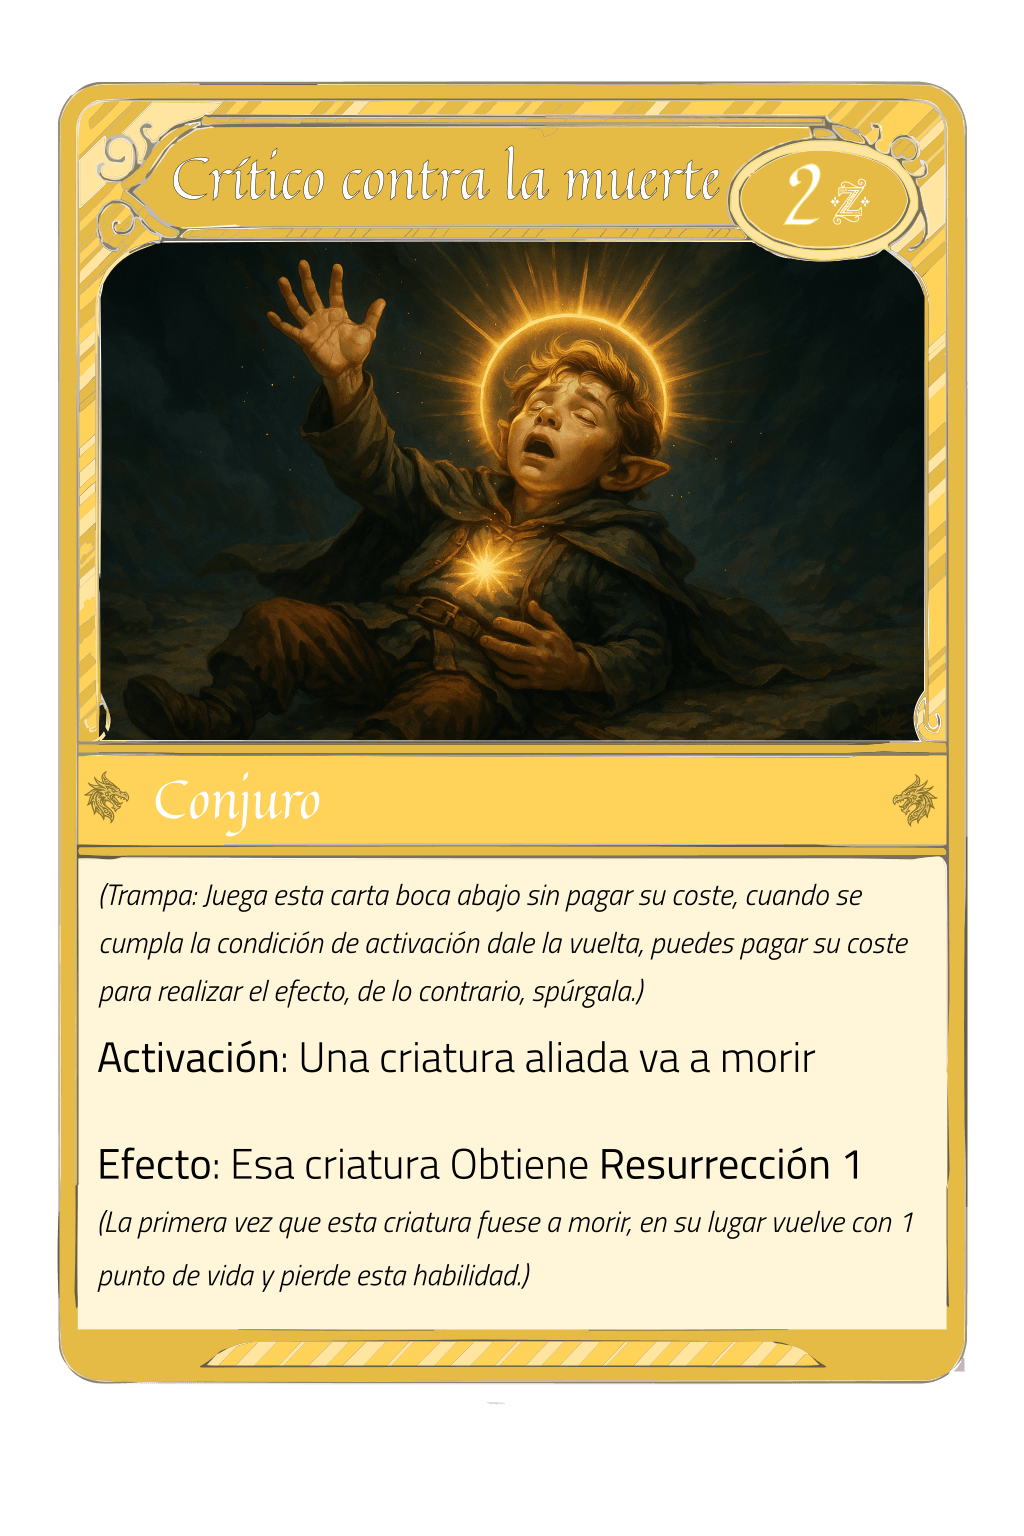 Crítico contra la muerte
2 Z
Conjuro
(Trampa: Juega esta carta boca abajo sin pagar su coste, cuando se
cumpla la condición de activación dale la vuelta, puedes pagar su coste
para realizar el efecto, de lo contrario, spúrgala.)
Activación: Una criatura aliada va a morir
Efecto: Esa criatura Obtiene Resurrección 1
(La primera vez que esta criatura fuese a morir, en su lugar vuelve con 1
punto de vida y pierde esta habilidad.)